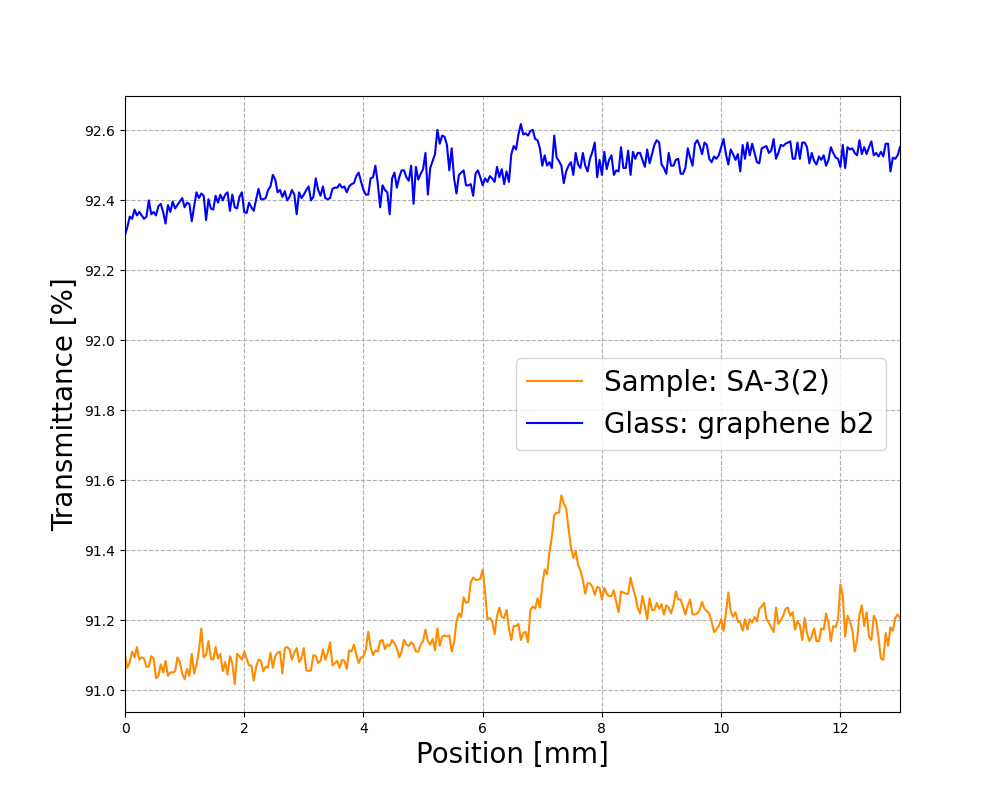 Transmittance [%]
92.6
92.4
92.2
92.0
91.8
91.6
91.4
91.2
91.0
Sample: SA-3(2)
Glass: graphene b2
0 2 4 6 8 10 12
Position [mm]